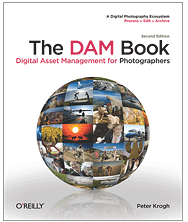 A Digital Photography Ecosystem
Process • Edit • Archive
Second Edition
The DAM Book
Digital Asset Management for Photographers
O'REILLY®
Peter Krogh